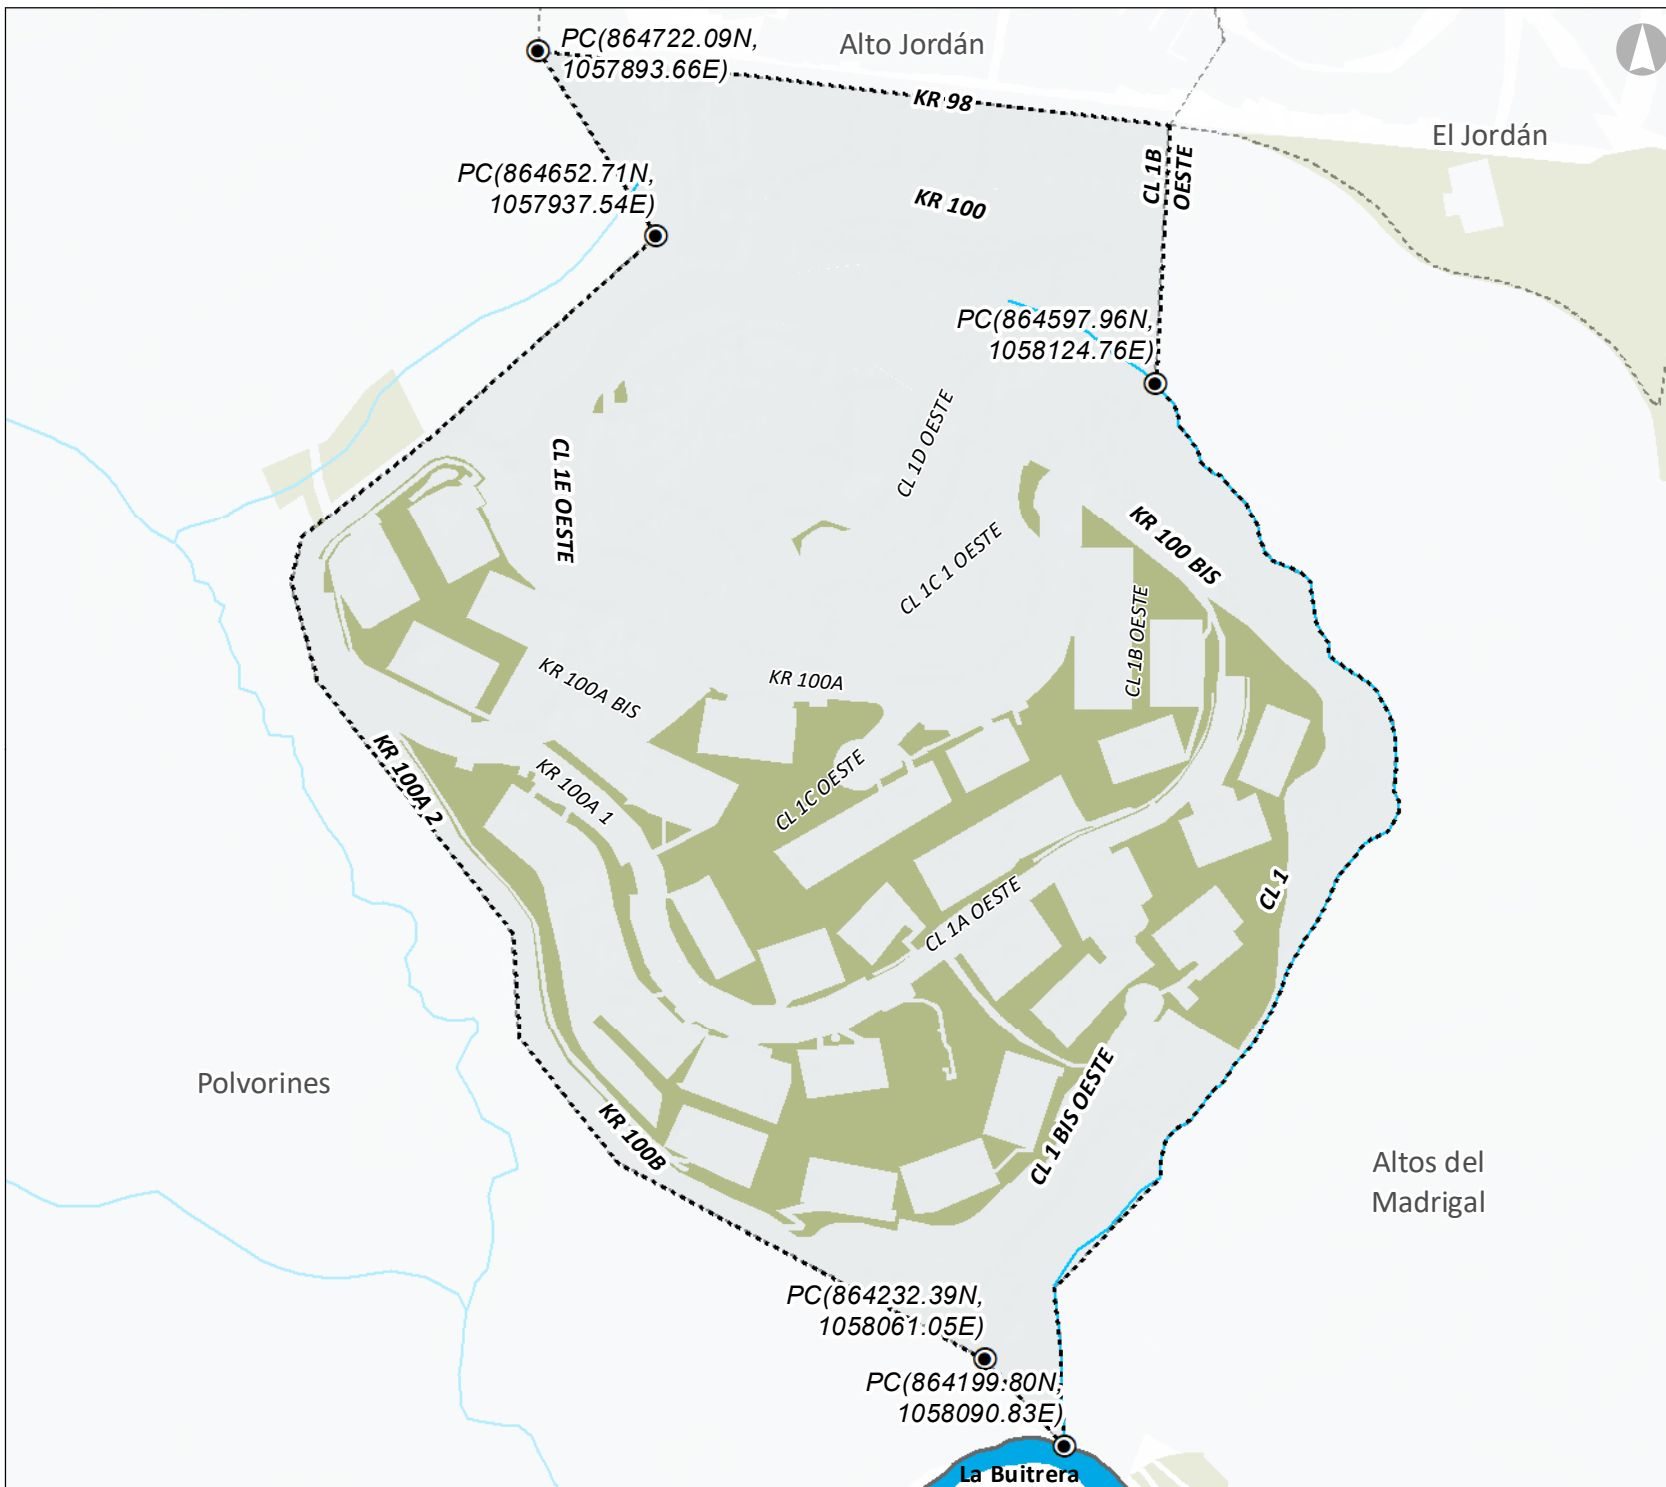 PC(864722.09N,
1057893.66E)
Alto Jordán
KR 98
El Jordán
CL 1B
OESTE
PC(864652.71N,
1057937.54E)
KR 100
PC(864597.96N,
1058124.76E)
CL 1D OESTE
CL 1E OESTE
KR 100 BIS
CL 1C 1 OESTE
CL 1B OESTE
KR 100A BIS
KR 100A
KR 100A 2
KR 100A 1
CL 1C OESTE
CL 1
CL 1A OESTE
Polvorines
KR 100B
CL 1 BIS OESTE
Altos del
Madrigal
PC(864232.39N,
1058061.05E)
PC(864199.80N,
1058090.83E)
La Buitrera